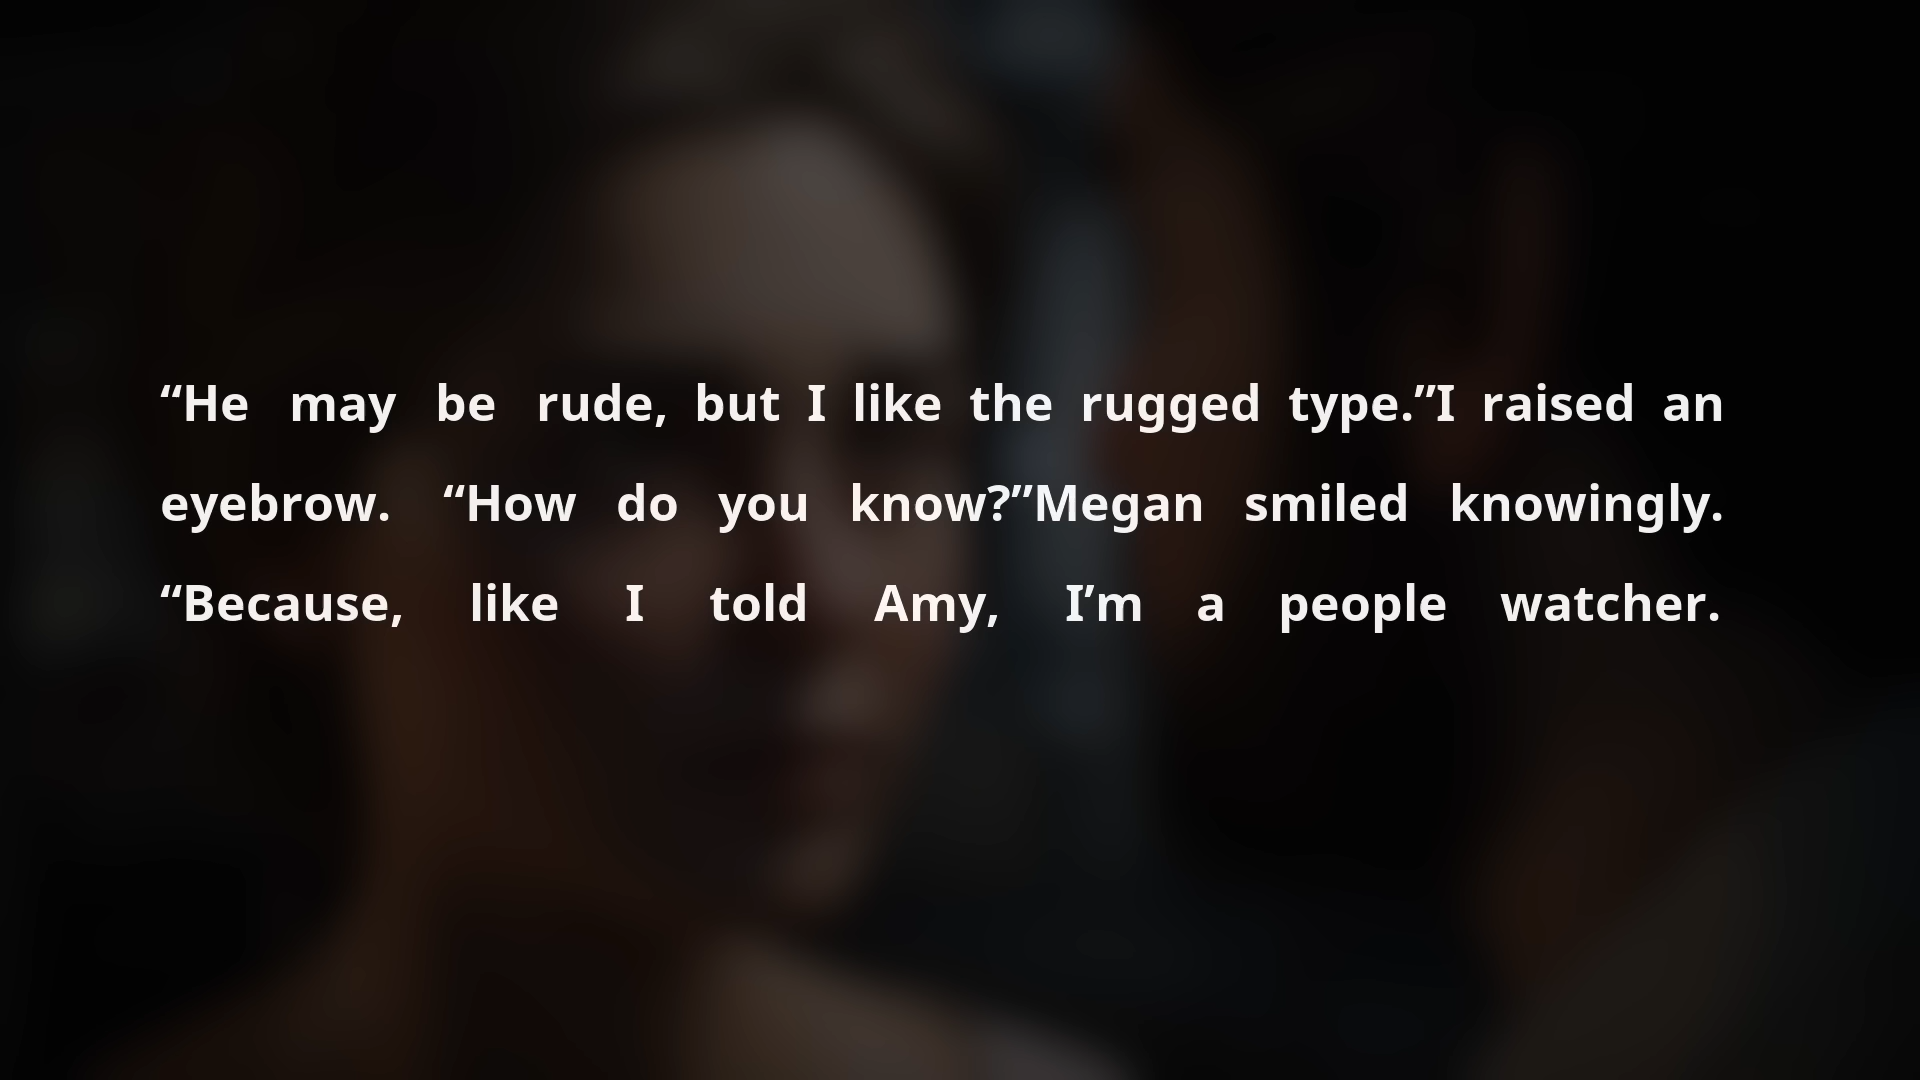 “He may be rude, but I like the rugged type.”I raised an
eyebrow. “How do you know?”Megan smiled knowingly.
“Because, like I told Amy, I’m a people watcher.